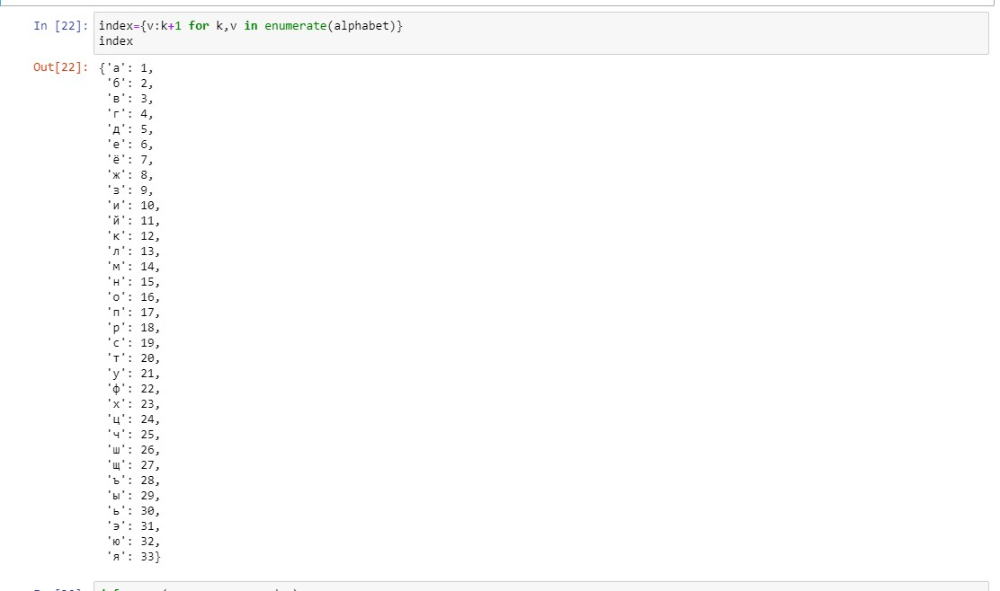 In [22]: index={v:k+1 for k,v in enumerate(alphabet)}
index
Out[22]: {'а': 1,
'б': 2,
'в': 3,
'г': 4,
'д': 5,
'е': 6,
'ё': 7,
'ж': 8,
'з': 9,
'и': 10,
'й': 11,
'к': 12,
'л': 13,
'м': 14,
'н': 15,
'о': 16,
'п': 17,
'р': 18,
'с': 19,
'т': 20,
'у': 21,
'ф': 22,
'х': 23,
'ц': 24,
'ч': 25,
'ш': 26,
'щ': 27,
'ъ': 28,
'ы': 29,
'ь': 30,
'э': 31,
'ю': 32,
'я': 33}